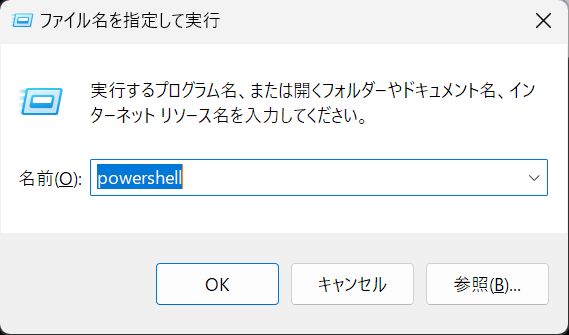 ファイル名を指定して実行
実行するプログラム名、または開くフォルダーやドキュメント名、イン
ターネット リソース名を入力してください。
名前(O): powershell
OK キャンセル 参照(B)...